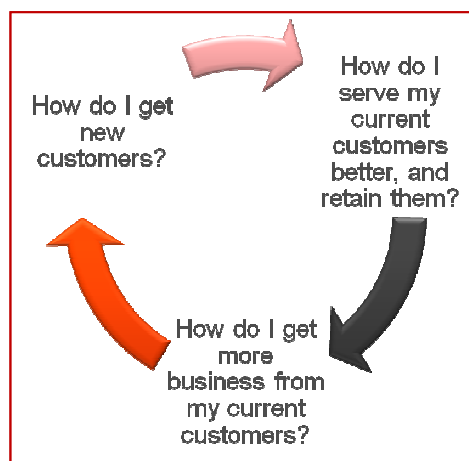 How do I get
new
customers?
How do I
serve my
current
customers
better, and
retain them?
How do I get
more
business from
my current
customers?